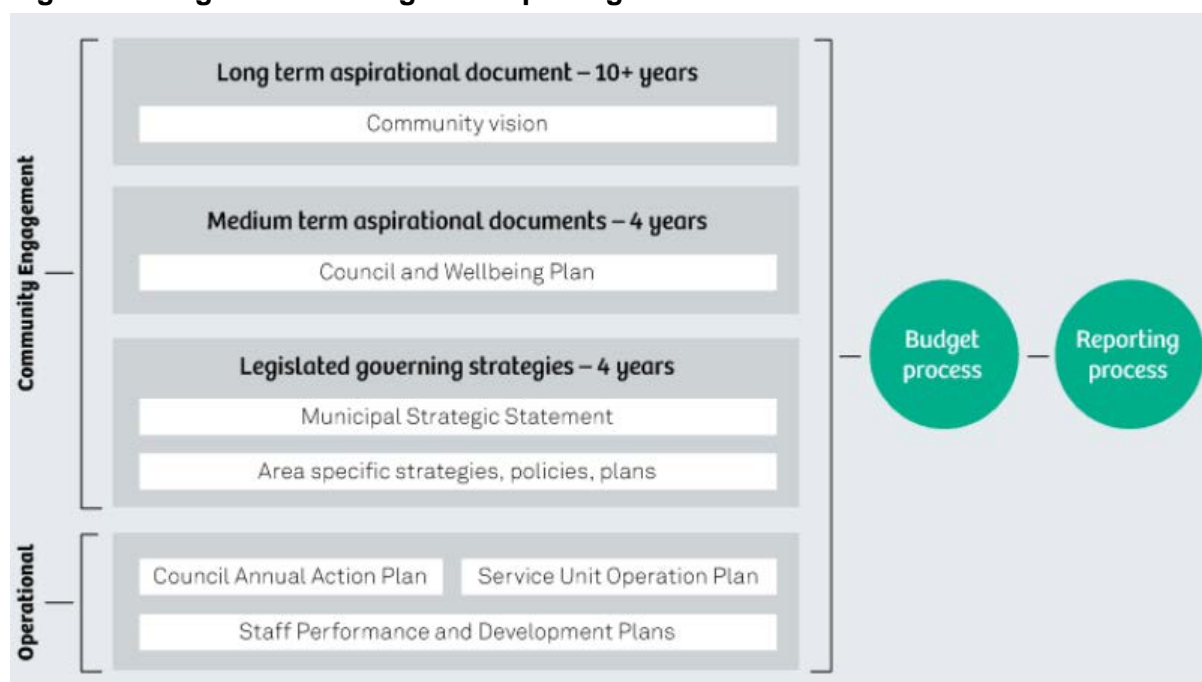 Community Engagement
Long term aspirational document – 10+ years
Community vision
Medium term aspirational documents – 4 years
Council and Wellbeing Plan
Legislated governing strategies – 4 years
Municipal Strategic Statement
Area specific strategies, policies, plans
Operational
Council Annual Action Plan
Service Unit Operation Plan
Staff Performance and Development Plans
Budget
process
Reporting
process